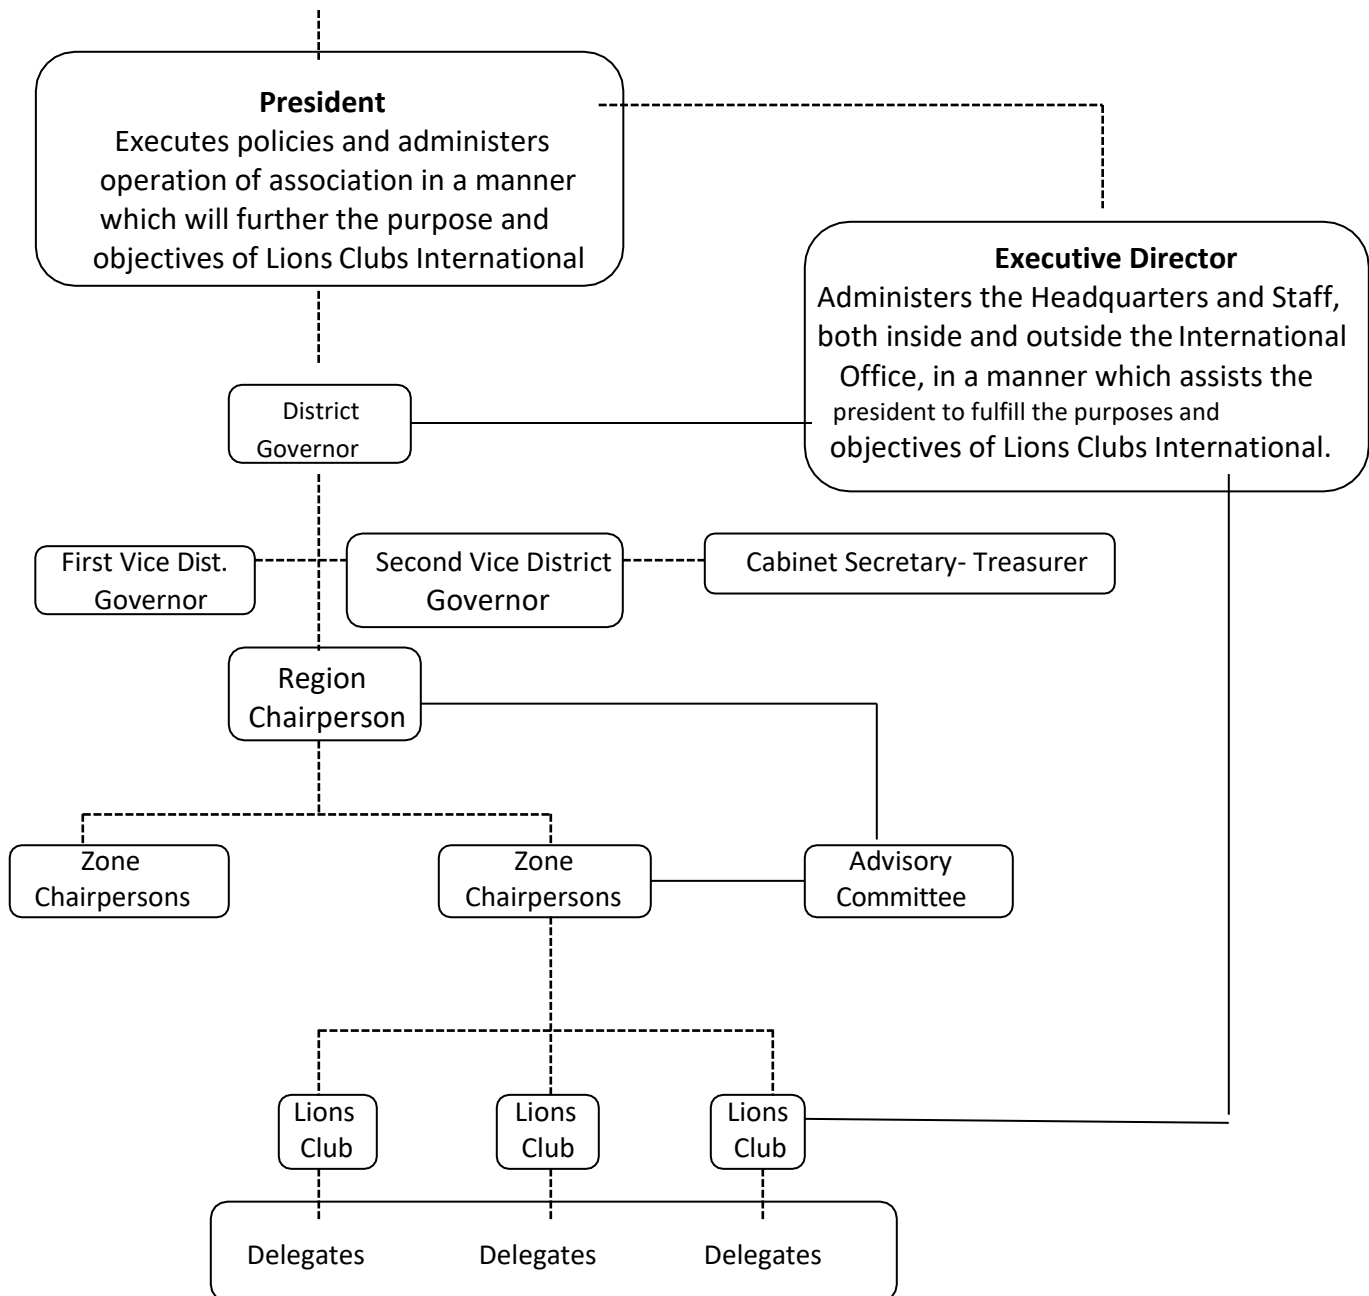 President
Executes policies and administers
operation of association in a manner
which will further the purpose and
objectives of Lions Clubs International
Executive Director
Administers the Headquarters and Staff,
both inside and outside the International
Office, in a manner which assists the
president to fulfill the purposes and
objectives of Lions Clubs International.
District
Governor
First Vice Dist.
Governor
Second Vice District
Governor
Cabinet Secretary- Treasurer
Region
Chairperson
Zone
Chairpersons
Zone
Chairpersons
Advisory
Committee
Lions
Club
Lions
Club
Lions
Club
Delegates
Delegates
Delegates